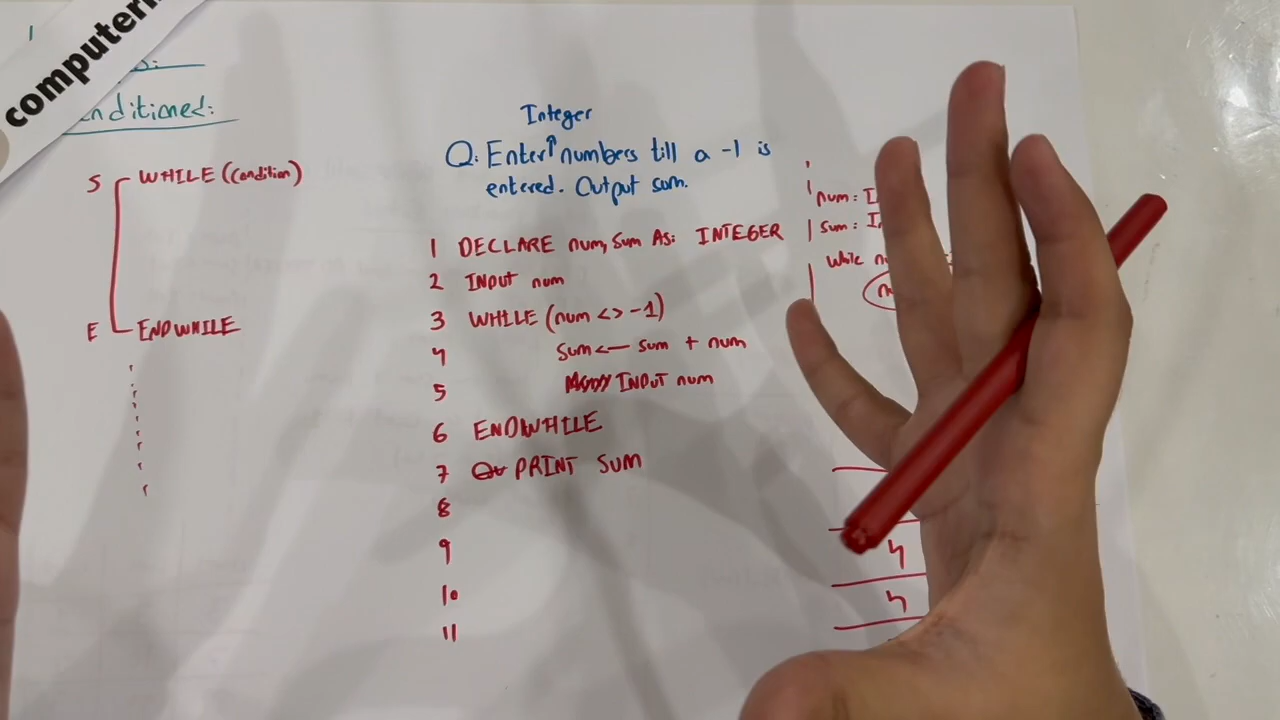 WHILE (Condition)
S
E
ENDWHILE
Integer
Q: Enter numbers till a -1 is
entered. Output sum.
1 DECLARE num, Sum As: INTEGER
2 INPUT num
3 WHILE (num <> -1)
4 Sum <— sum + num
5 INPUT num
6 ENDWHILE
7 PRINT SUM
8
9
10
11
num:
sum:
While
4
4